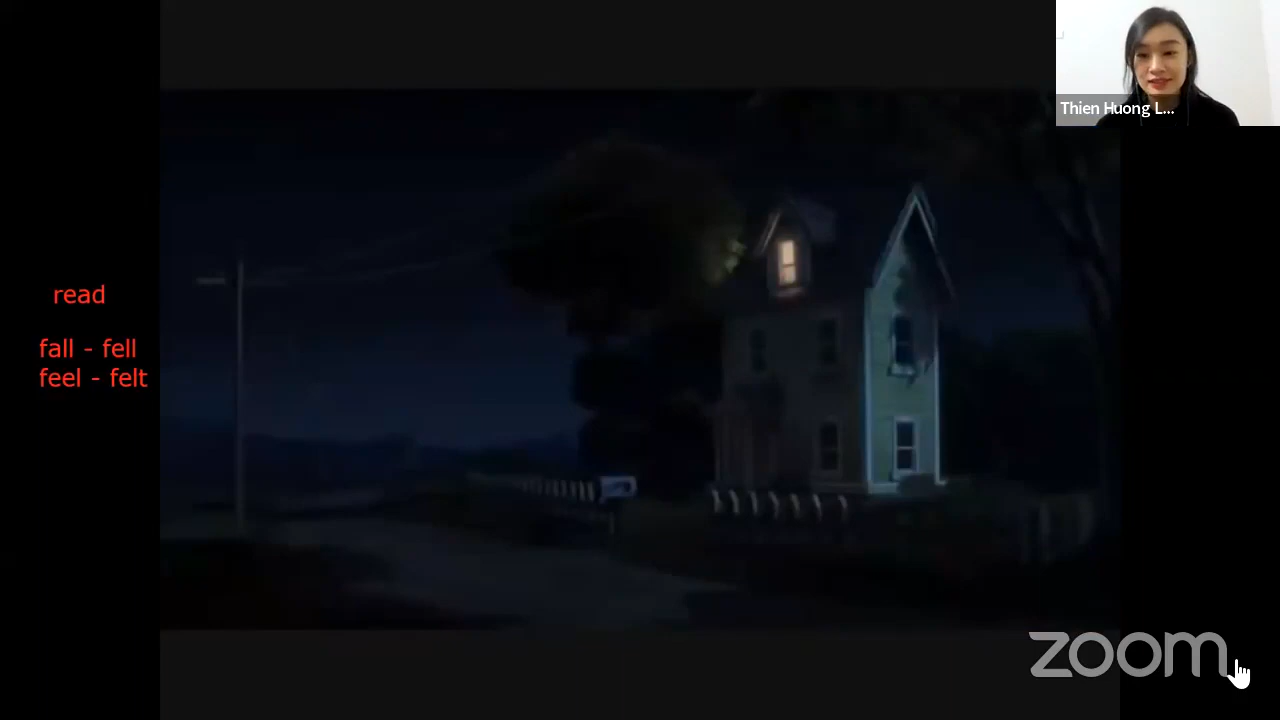 Thien Huong L...
read
fall - fell
feel - felt
zoom